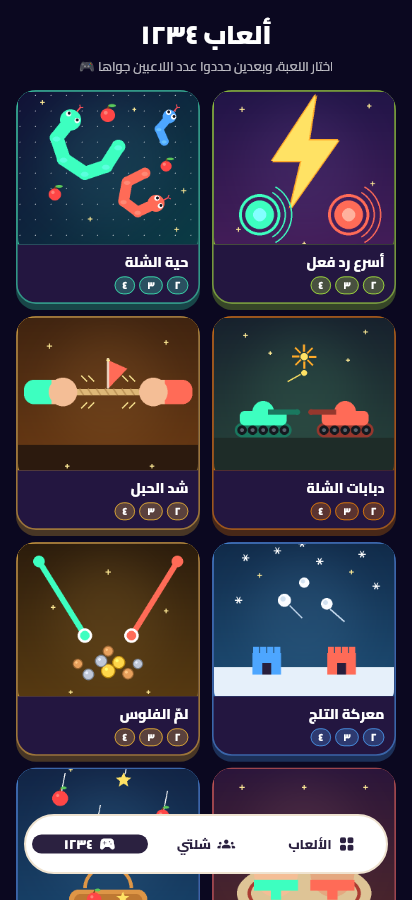 ألعاب ١٢٣٤
اختار اللعبة، وبعدين حددوا عدد اللاعبين جواها 🎮
أسرع رد فعل
٢ ٣ ٤
حية الشلة
٢ ٣ ٤
دبابات الشلة
٢ ٣ ٤
شد الحبل
٢ ٣ ٤
معركة التلج
٢ ٣ ٤
لمّ الفلوس
٢ ٣ ٤
الألعاب
شلتي
١٢٣٤